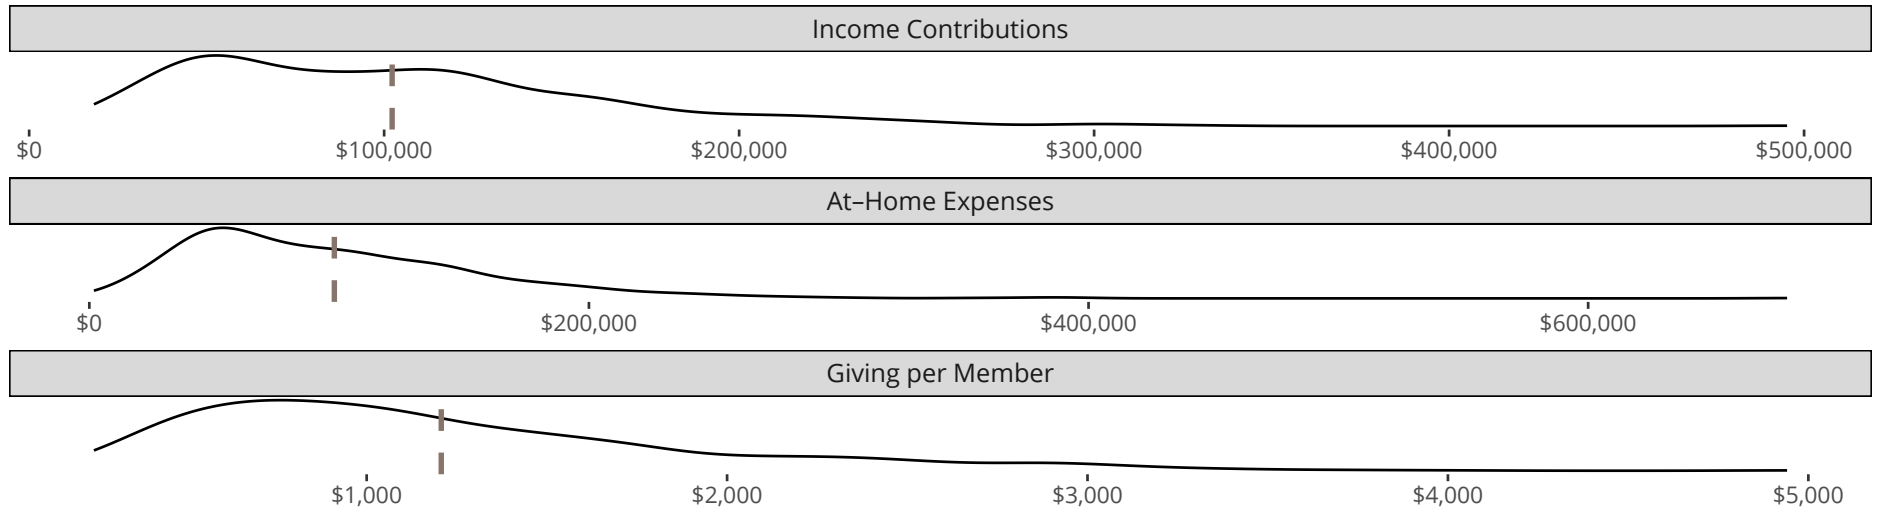 Income Contributions
$0 $100,000 $200,000 $300,000 $400,000 $500,000
At–Home Expenses
$0 $200,000 $400,000 $600,000
Giving per Member
$1,000 $2,000 $3,000 $4,000 $5,000